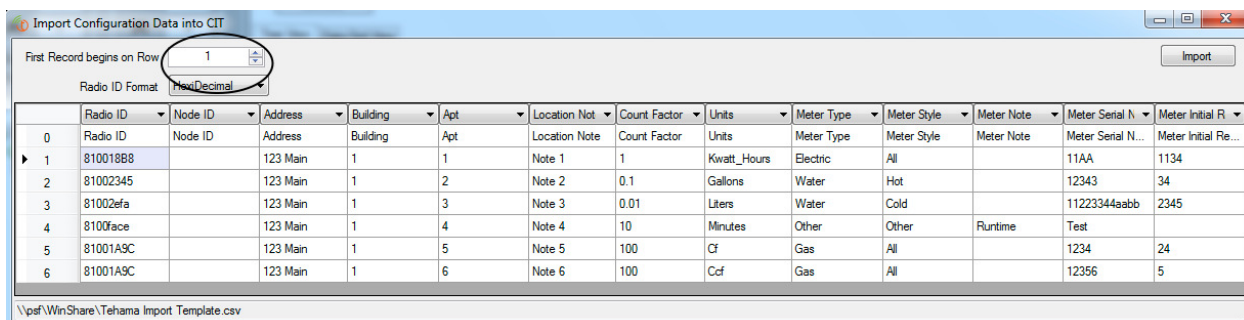 Import Configuration Data into CIT
First Record begins on Row 1 Import
Radio ID Format HexiDecimal
Radio ID Node ID Address Building Apt Location Not Count Factor Units Meter Type Meter Style Meter Note Meter Serial N Meter Initial R
0 Radio ID Node ID Address Building Apt Location Note Count Factor Units Meter Type Meter Style Meter Note Meter Serial N... Meter Initial Re...
1 810018B8 123 Main 1 1 Note 1 1 Kwatt_Hours Electric All 11AA 1134
2 81002345 123 Main 1 2 Note 2 0.1 Gallons Water Hot 12343 34
3 81002efa 123 Main 1 3 Note 3 0.01 Liters Water Cold 11223344aabb 2345
4 8100face 123 Main 1 4 Note 4 10 Minutes Other Other Runtime Test
5 81001A9C 123 Main 1 5 Note 5 100 Cf Gas All 1234 24
6 81001A9C 123 Main 1 6 Note 6 100 Ccf Gas All 12356 5
\\psf\WinShare\Tehama Import Template.csv